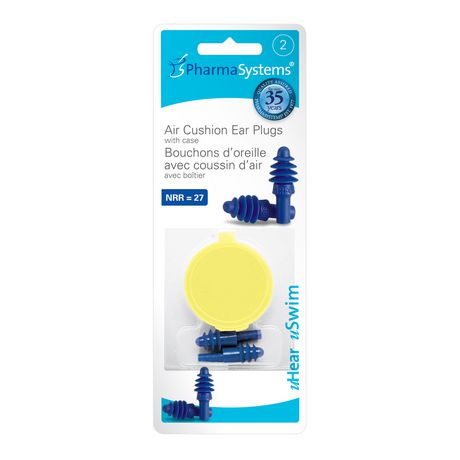 2
PharmaSystems®
35
years
Air Cushion Ear Plugs
with case
Bouchons d'oreille
avec coussin d'air
avec boîtier
NRR = 27
uHear uSwim